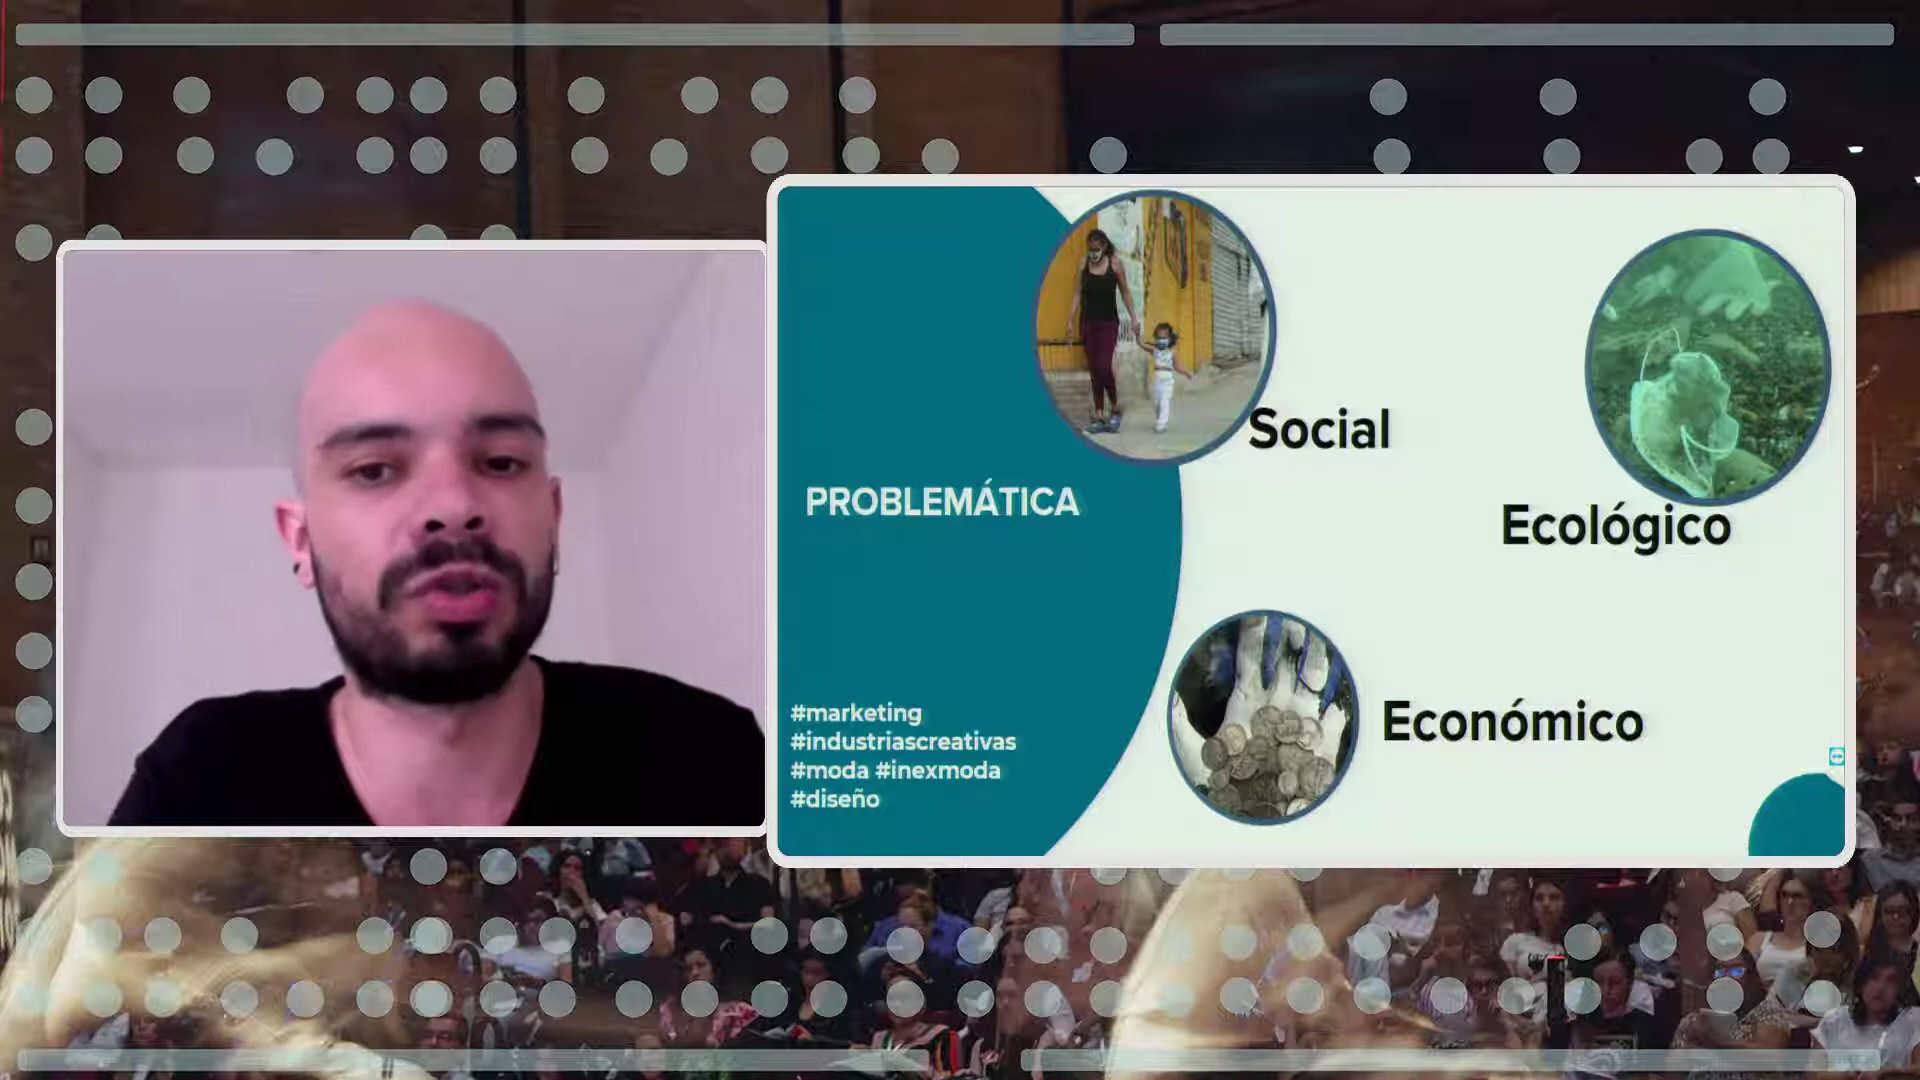 Social
PROBLEMÁTICA
Ecológico
Económico
#marketing
#industriascreativas
#moda #inexmoda
#diseño